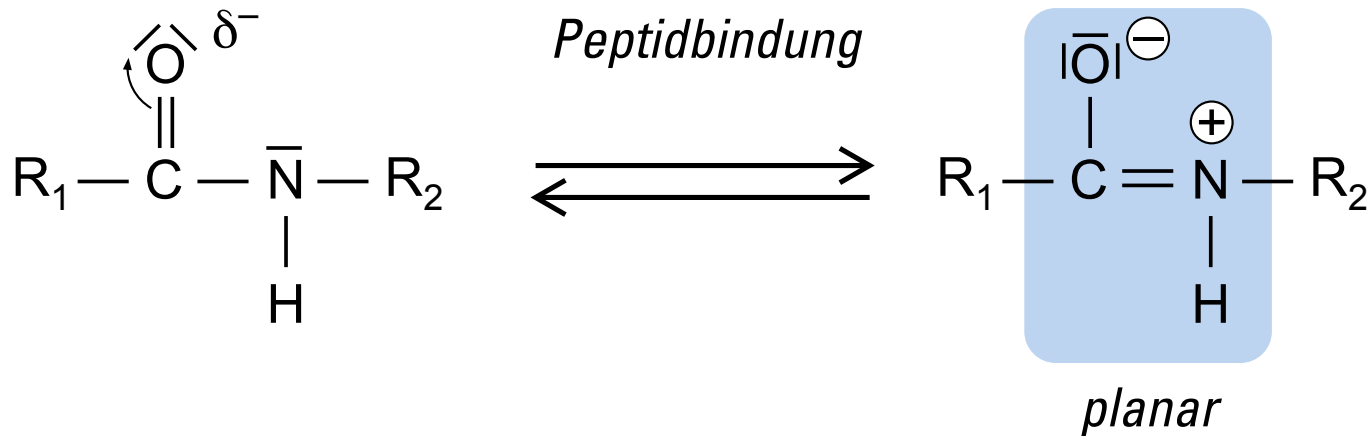 O δ−
Peptidbindung
|O| −
R1 — C — N — R2
R1 — C = N + — R2
H
H
planar